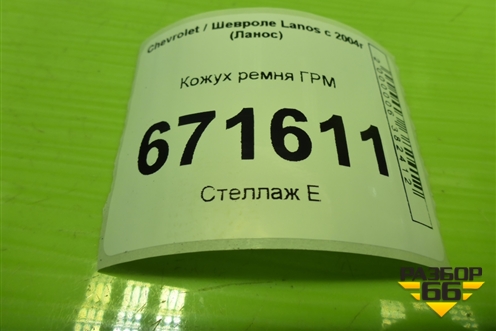 Chevrolet / Шевроле Lanos с 2004г
(Ланос)
Кожух ремня ГРМ
671611
Стеллаж Е
РАЗБОР
66